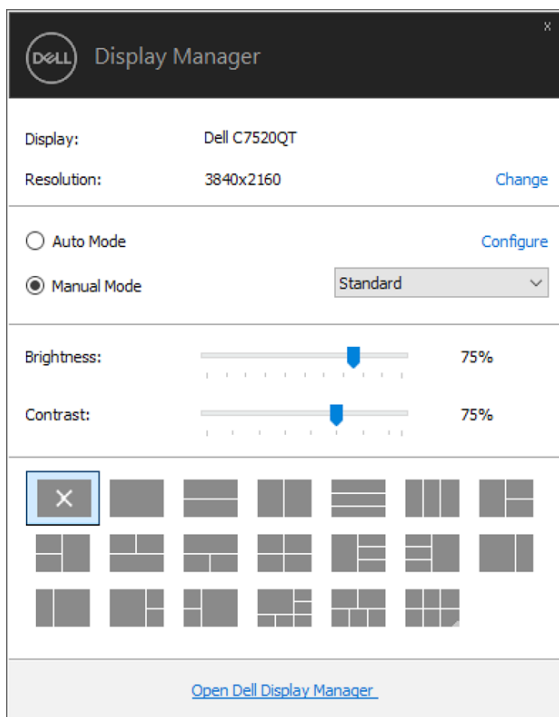 x
DELL Display Manager
Display: Dell C7520QT
Resolution: 3840x2160 Change
Auto Mode Configure
Manual Mode Standard
Brightness: 75%
Contrast: 75%
Open Dell Display Manager